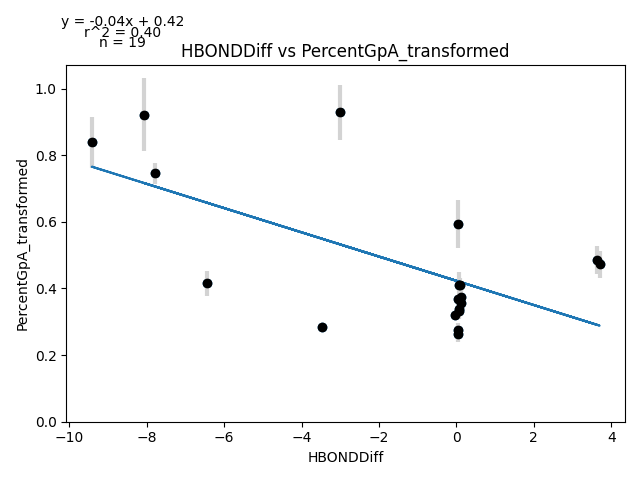 y = -0.04x + 0.42
r^2 = 0.40
n = 19
HBONDDiff vs PercentGpA_transformed
PercentGpA_transformed
1.0
0.8
0.6
0.4
0.2
0.0
−10
−8
−6
−4
−2
0
2
4
HBONDDiff